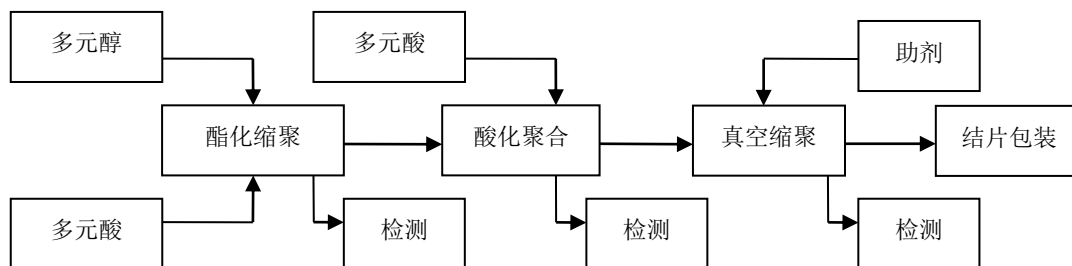 多元醇
多元酸
助剂
酯化缩聚
酸化聚合
真空缩聚
结片包装
多元酸
检测
检测
检测